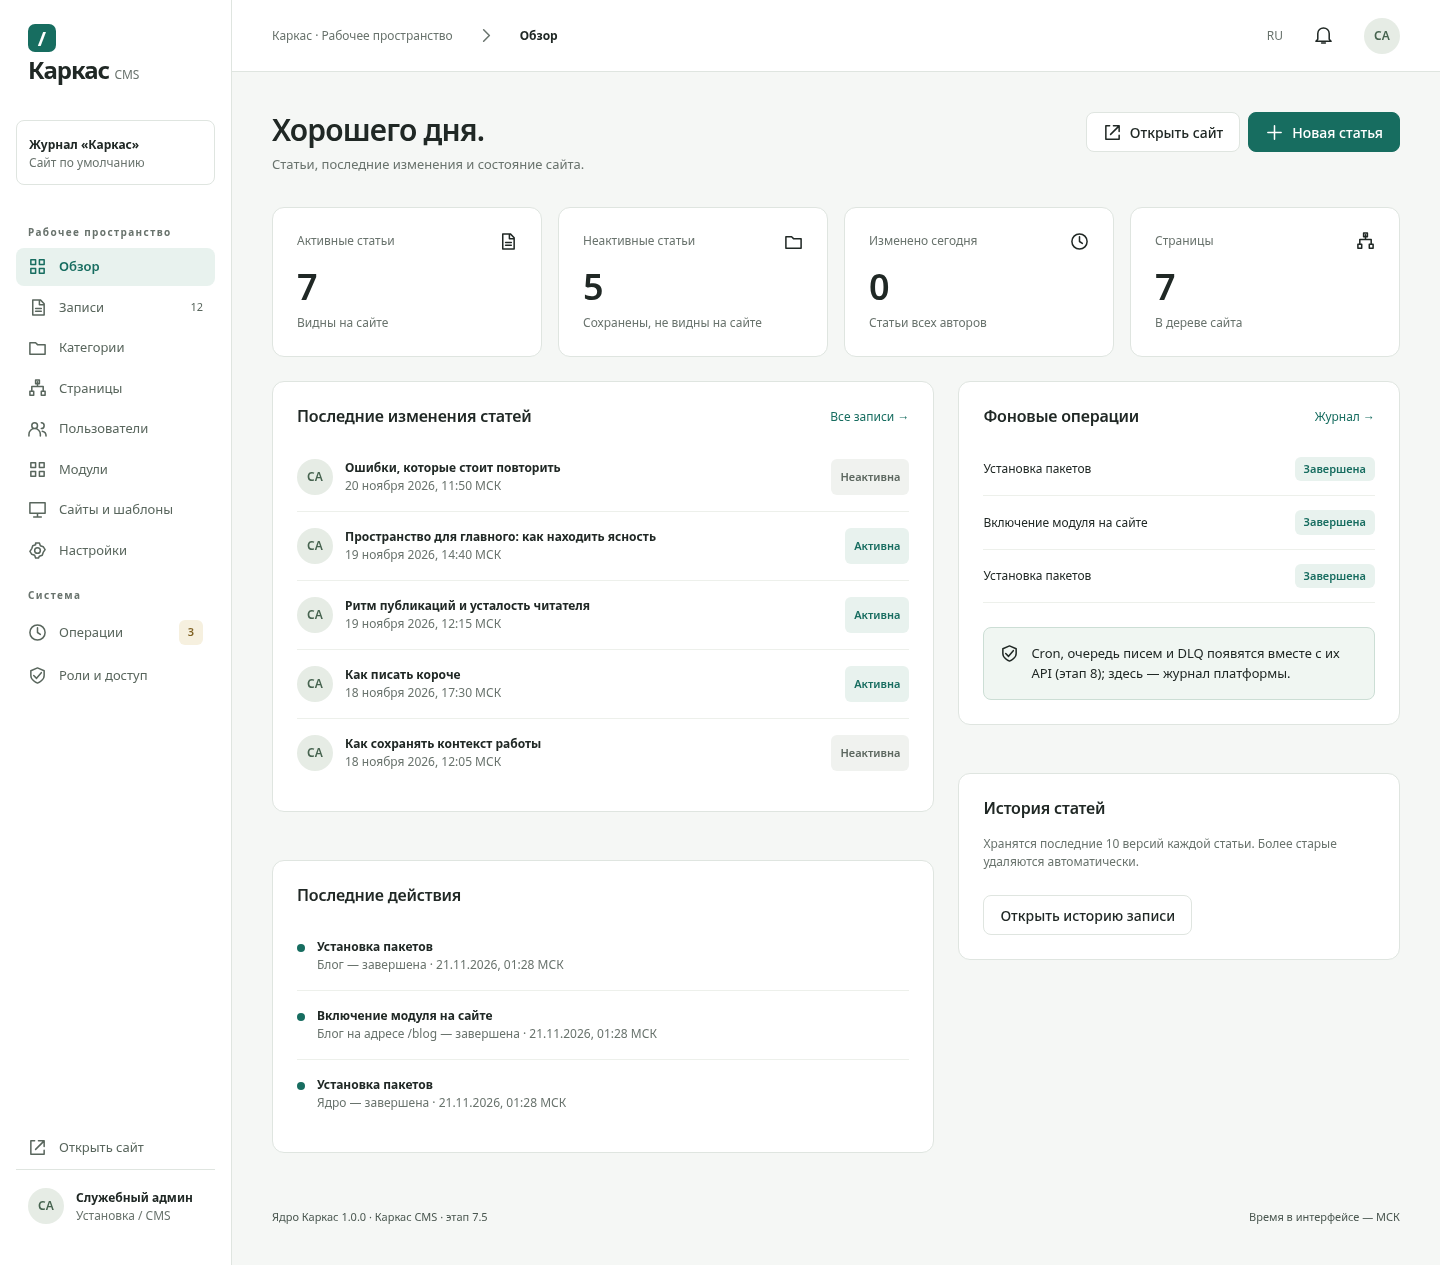 /
Каркас CMS
Журнал «Каркас»
Сайт по умолчанию
Рабочее пространство
Обзор
Записи 12
Категории
Страницы
Пользователи
Модули
Сайты и шаблоны
Настройки
Система
Операции 3
Роли и доступ
Открыть сайт
СА
Служебный админ
Установка / CMS
Каркас · Рабочее пространство
Обзор
RU
СА
Хорошего дня.
Статьи, последние изменения и состояние сайта.
Открыть сайт
Новая статья
Активные статьи
7
Видны на сайте
Неактивные статьи
5
Сохранены, не видны на сайте
Изменено сегодня
0
Статьи всех авторов
Страницы
7
В дереве сайта
Последние изменения статей
Все записи →
СА
Ошибки, которые стоит повторить
20 ноября 2026, 11:50 МСК
Неактивна
СА
Пространство для главного: как находить ясность
19 ноября 2026, 14:40 МСК
Активна
СА
Ритм публикаций и усталость читателя
19 ноября 2026, 12:15 МСК
Активна
СА
Как писать короче
18 ноября 2026, 17:30 МСК
Активна
СА
Как сохранять контекст работы
18 ноября 2026, 12:05 МСК
Неактивна
Последние действия
Установка пакетов
Блог — завершена · 21.11.2026, 01:28 МСК
Включение модуля на сайте
Блог на адресе /blog — завершена · 21.11.2026, 01:28 МСК
Установка пакетов
Ядро — завершена · 21.11.2026, 01:28 МСК
Фоновые операции
Журнал →
Установка пакетов
Завершена
Включение модуля на сайте
Завершена
Установка пакетов
Завершена
Cron, очередь писем и DLQ появятся вместе с их
API (этап 8); здесь — журнал платформы.
История статей
Хранятся последние 10 версий каждой статьи. Более старые
удаляются автоматически.
Открыть историю записи
Ядро Каркас 1.0.0 · Каркас CMS · этап 7.5
Время в интерфейсе — МСК